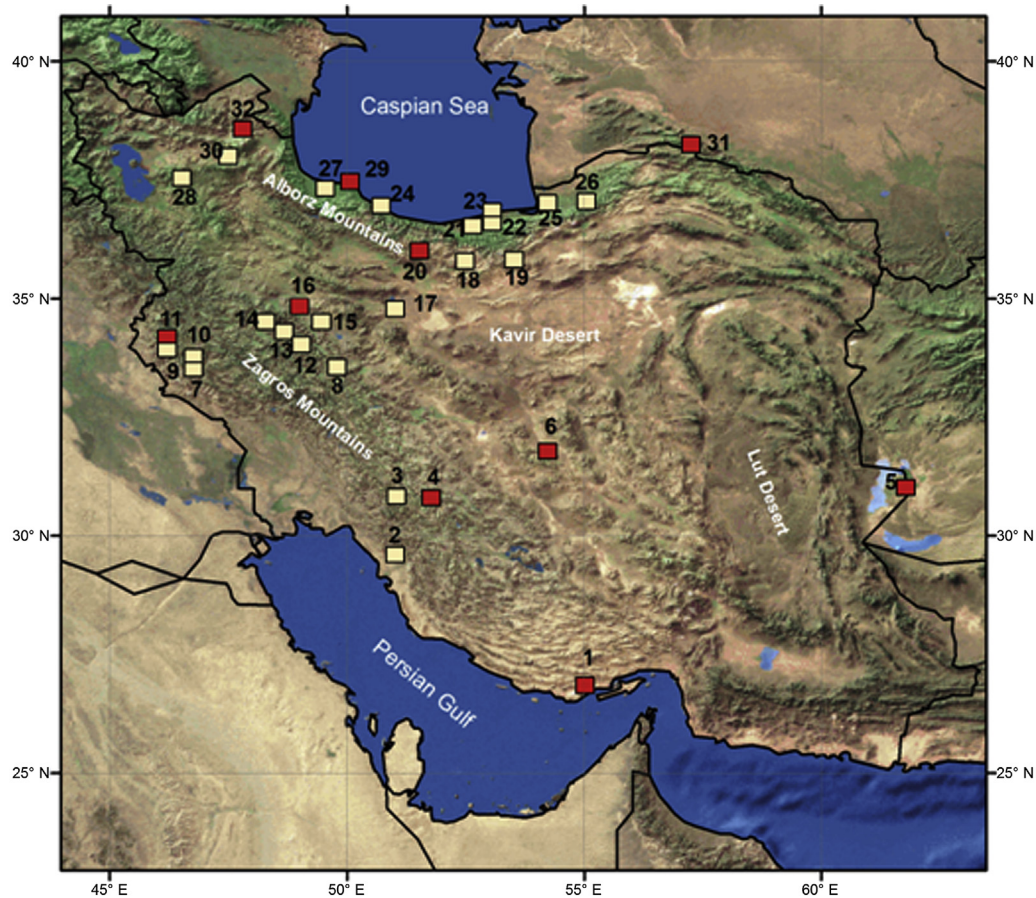 40° N
40° N
Caspian Sea
32
31
30
27
29
28
24
26
23
Alborz Mountains
25
21
22
20
18
19
16
35° N
35° N
17
14
15
11
10
Kavir Desert
13
12
9
7
8
Zagros Mountains
6
Lut Desert
3
4
5
2
30° N
30° N
1
Persian Gulf
25° N
25° N
45° E
50° E
55° E
60° E